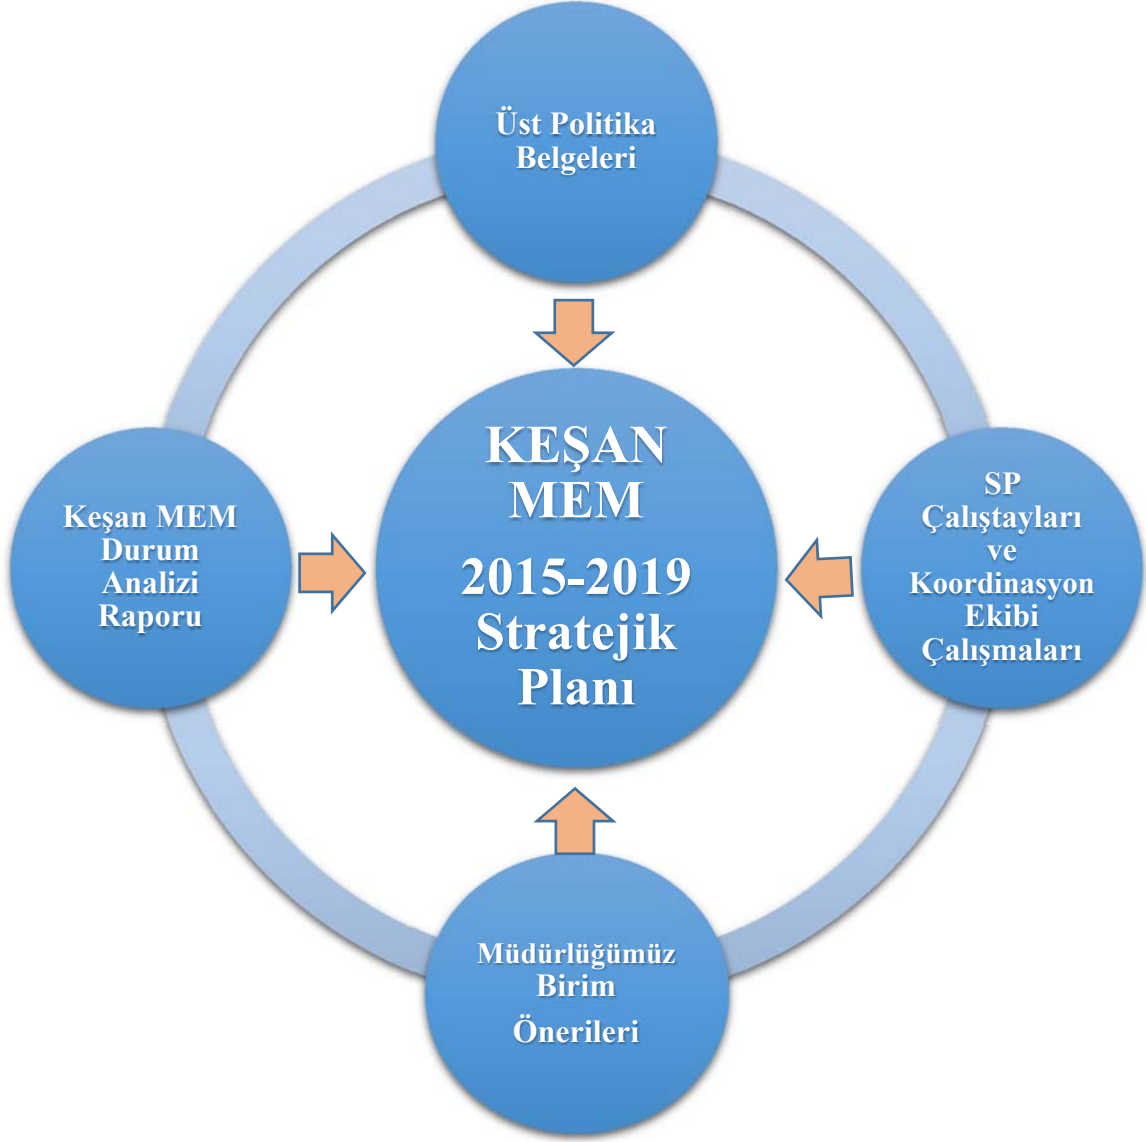 Üst Politika
Belgeleri
KEŞAN
MEM
2015-2019
Stratejik
Planı
Keşan MEM
Durum
Analizi
Raporu
SP
Çalıştayları
ve
Koordinasyon
Ekibi
Çalışmaları
Müdürlüğümüz
Birim
Önerileri